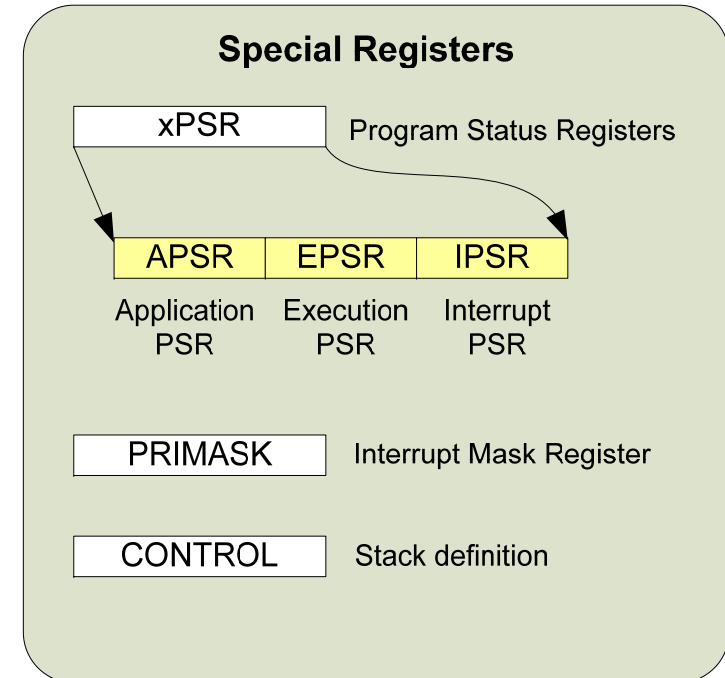 Special Registers
xPSR Program Status Registers
APSR EPSR IPSR
Application Execution Interrupt
PSR PSR PSR
PRIMASK Interrupt Mask Register
CONTROL Stack definition